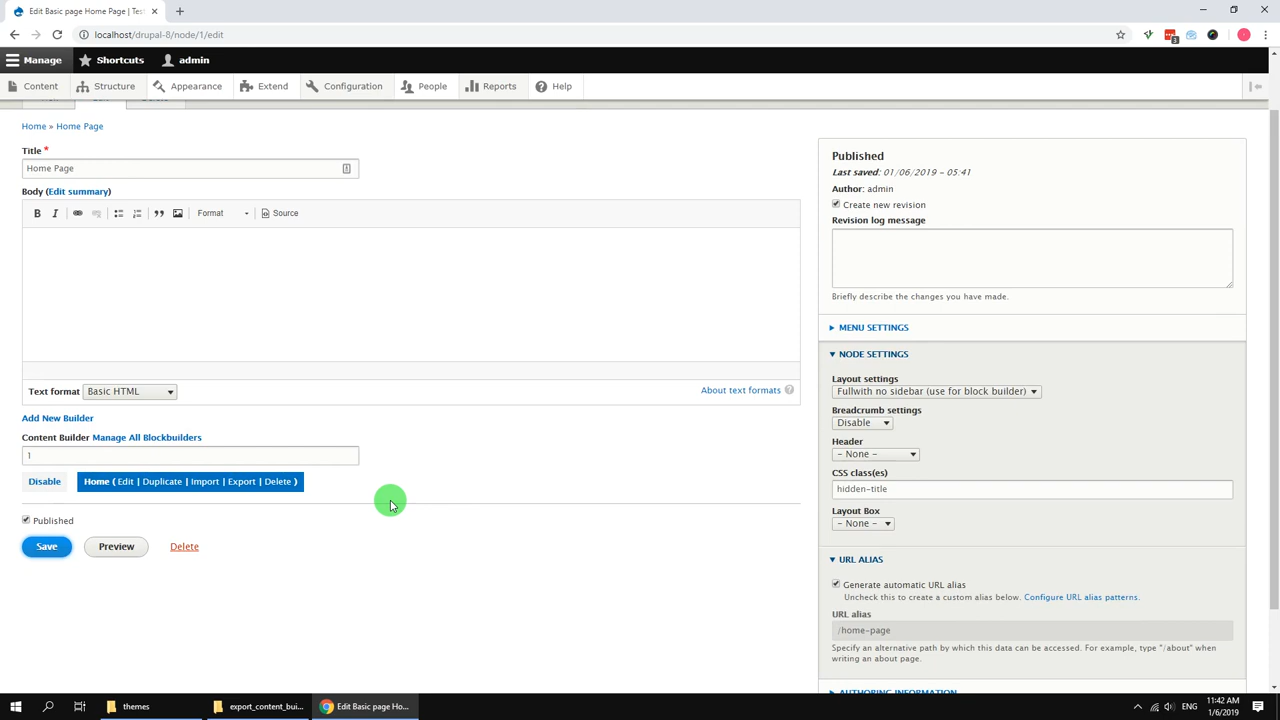 Edit Basic page Home Page | Tes
localhost/drupal-8/node/1/edit
3
Manage Shortcuts admin
Content Structure Appearance Extend Configuration People Reports Help
Home » Home Page
Title *
Home Page
Body (Edit summary)
B I Format Source
Text format Basic HTML About text formats ?
Add New Builder
Content Builder Manage All Blockbuilders
1
Disable Home ( Edit | Duplicate | Import | Export | Delete )
Published
Save Preview Delete
Published
Last saved: 01/06/2019 - 05:41
Author: admin
Create new revision
Revision log message
Briefly describe the changes you have made.
MENU SETTINGS
NODE SETTINGS
Layout settings
Fullwith no sidebar (use for block builder)
Breadcrumb settings
Disable
Header
- None -
CSS class(es)
hidden-title
Layout Box
- None -
URL ALIAS
Generate automatic URL alias
Uncheck this to create a custom alias below. Configure URL alias patterns.
URL alias
/home-page
Specify an alternative path by which this data can be accessed. For example, type "/about" when
writing an about page.
AUTHORING INFORMATION
themes export_content_bui... Edit Basic page Ho...
ENG
11:42 AM
1/6/2019